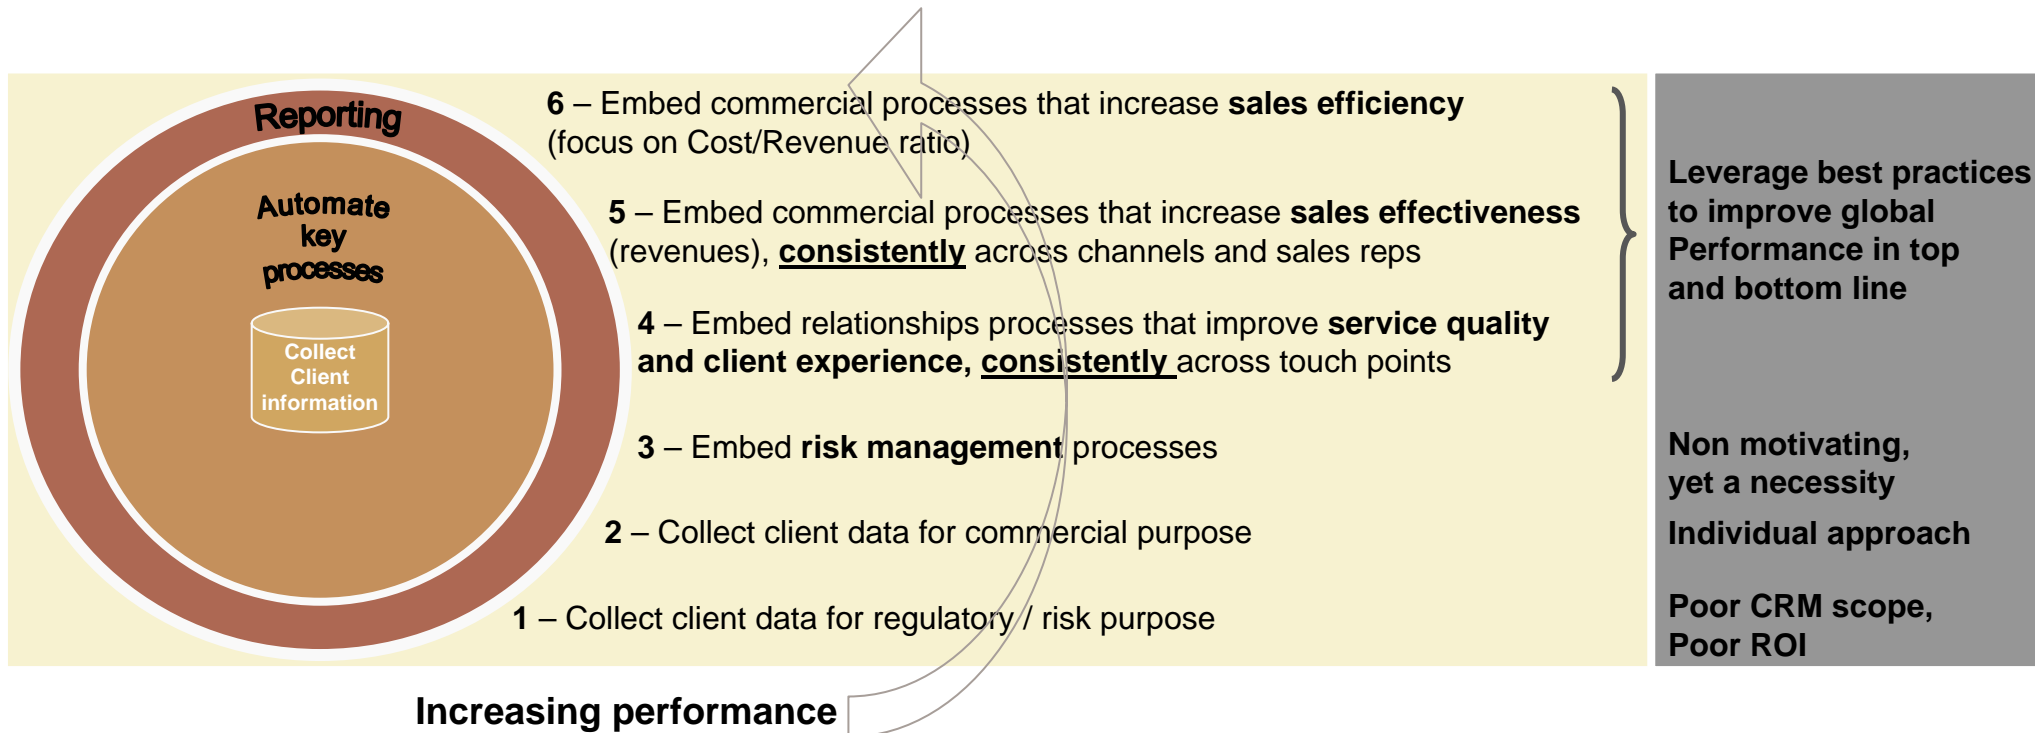 Reporting
Automate
key
processes
Collect
Client
information
6 – Embed commercial processes that increase sales efficiency
(focus on Cost/Revenue ratio)
5 – Embed commercial processes that increase sales effectiveness
(revenues), consistently across channels and sales reps
4 – Embed relationships processes that improve service quality
and client experience, consistently across touch points
3 – Embed risk management processes
2 – Collect client data for commercial purpose
1 – Collect client data for regulatory / risk purpose
Leverage best practices
to improve global
Performance in top
and bottom line
Non motivating,
yet a necessity
Individual approach
Poor CRM scope,
Poor ROI
Increasing performance